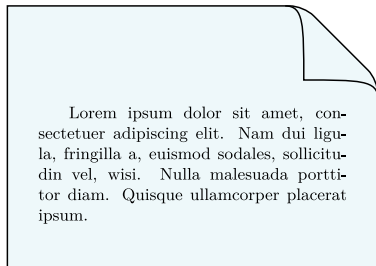 Lorem ipsum dolor sit amet, con-
sectetuer adipiscing elit. Nam dui ligu-
la, fringilla a, euismod sodales, sollicitu-
din vel, wisi. Nulla malesuada portti-
tor diam. Quisque ullamcorper placerat
ipsum.